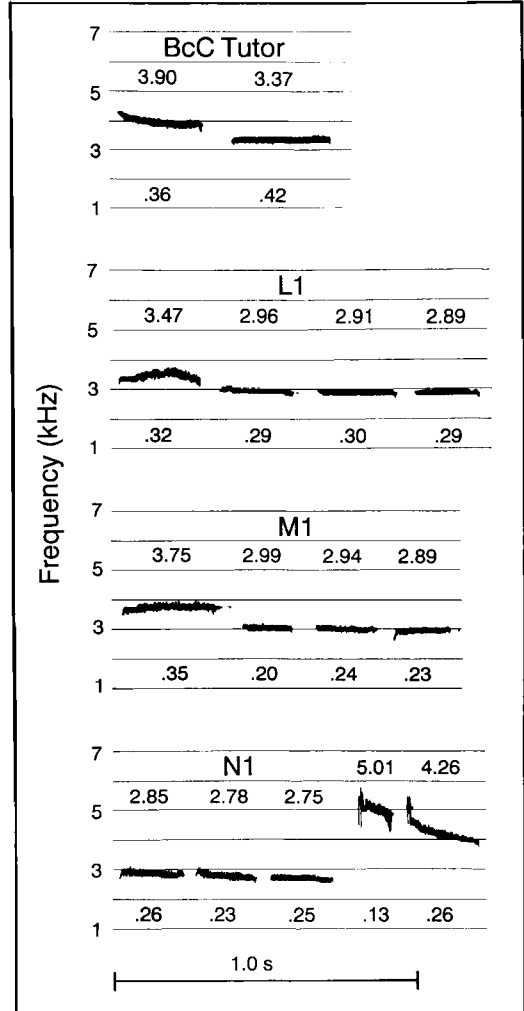 7
BcC Tutor
3.90 3.37
5
3
.36 .42
1
7
L1
3.47 2.96 2.91 2.89
5
3
.32 .29 .30 .29
1
Frequency (kHz)
7
M1
3.75 2.99 2.94 2.89
5
3
.35 .20 .24 .23
1
7
N1 5.01 4.26
2.85 2.78 2.75
5
3
.26 .23 .25 .13 .26
1
1.0 s